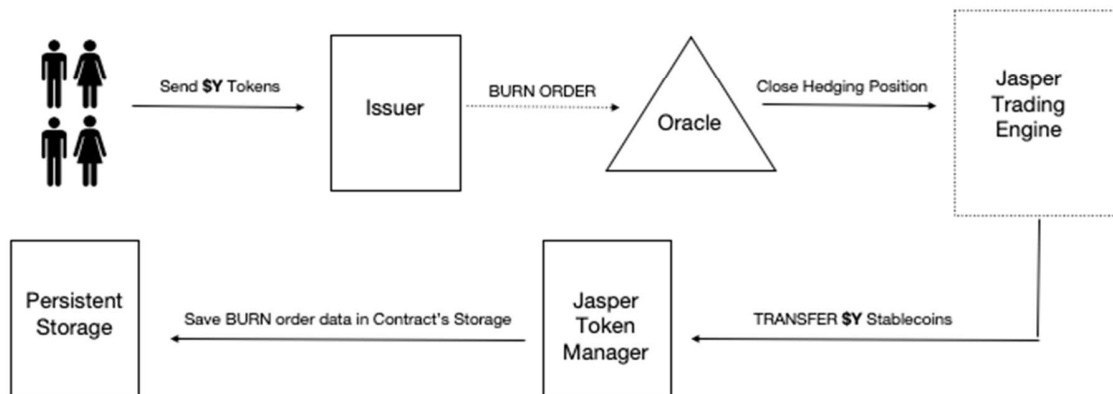 Send $Y Tokens
Issuer
BURN ORDER
Oracle
Close Hedging Position
Jasper
Trading
Engine
Persistent
Storage
Save BURN order data in Contract's Storage
Jasper
Token
Manager
TRANSFER $Y Stablecoins